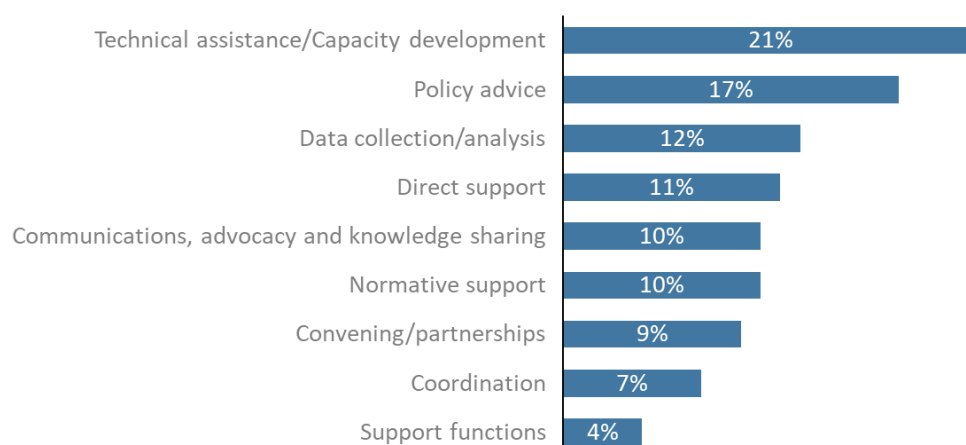 Technical assistance/Capacity development 21%
Policy advice 17%
Data collection/analysis 12%
Direct support 11%
Communications, advocacy and knowledge sharing 10%
Normative support 10%
Convening/partnerships 9%
Coordination 7%
Support functions 4%